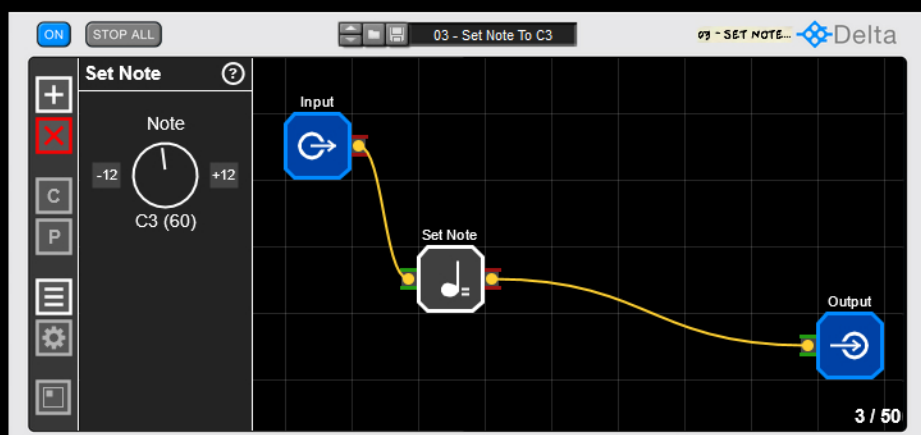 ON
STOP ALL
03 - Set Note To C3
03 - SET NOTE...
Delta
Set Note
?
Note
-12
+12
C3 (60)
C
P
Input
Set Note
Output
3 / 50